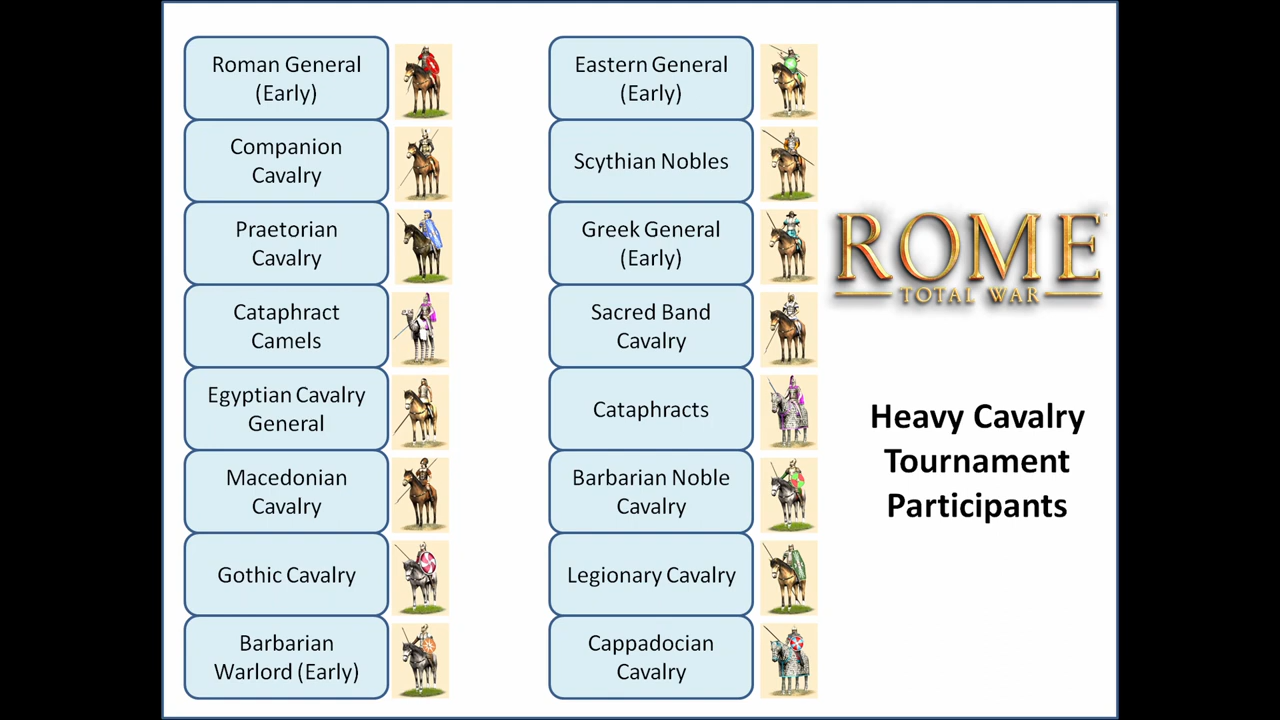 Roman General
(Early)
Companion
Cavalry
Praetorian
Cavalry
Cataphract
Camels
Egyptian Cavalry
General
Macedonian
Cavalry
Gothic Cavalry
Barbarian
Warlord (Early)
Eastern General
(Early)
Scythian Nobles
Greek General
(Early)
Sacred Band
Cavalry
Cataphracts
Barbarian Noble
Cavalry
Legionary Cavalry
Cappadocian
Cavalry
ROME
TOTAL WAR
Heavy Cavalry
Tournament
Participants